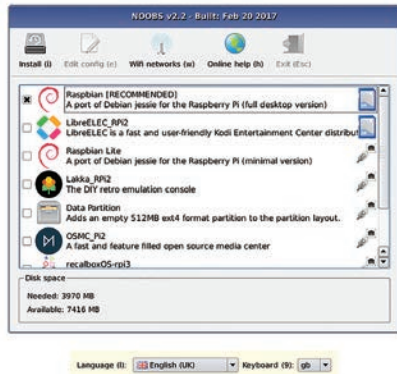 NOOBS v2.2 - Built: Feb 20 2017
Install (i)
Edit config (e)
Wifi networks (w)
Online help (h)
Exit (Esc)
Raspbian [RECOMMENDED]
A port of Debian jessie for the Raspberry Pi (full desktop version)
LibreELEC_RPi2
LibreELEC is a fast and user-friendly Kodi Entertainment Center distribut
Raspbian Lite
A port of Debian jessie for the Raspberry Pi (minimal version)
Lakka_RPi2
The DIY retro emulation console
Data Partition
Adds an empty 512MB ext4 format partition to the partition layout.
OSMC_Pi2
A fast and feature filled open source media center
recalboxOS-rpi3
Disk space
Needed: 3970 MB
Available: 7416 MB
Language (l): English (UK) Keyboard (9): gb